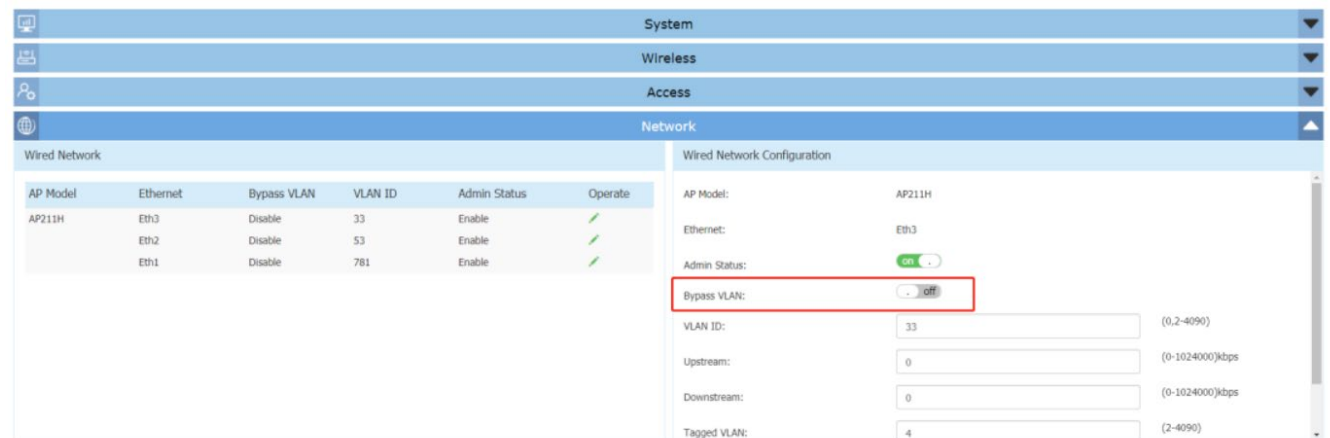 System
Wireless
Access
Network
Wired Network
AP Model Ethernet Bypass VLAN VLAN ID Admin Status Operate
AP211H Eth3 Disable 33 Enable
Eth2 Disable 53 Enable
Eth1 Disable 781 Enable
Wired Network Configuration
AP Model: AP211H
Ethernet: Eth3
Admin Status: on
Bypass VLAN: off
VLAN ID: 33 (0,2-4090)
Upstream: 0 (0-1024000)kbps
Downstream: 0 (0-1024000)kbps
Tagged VLAN: 4 (2-4090)